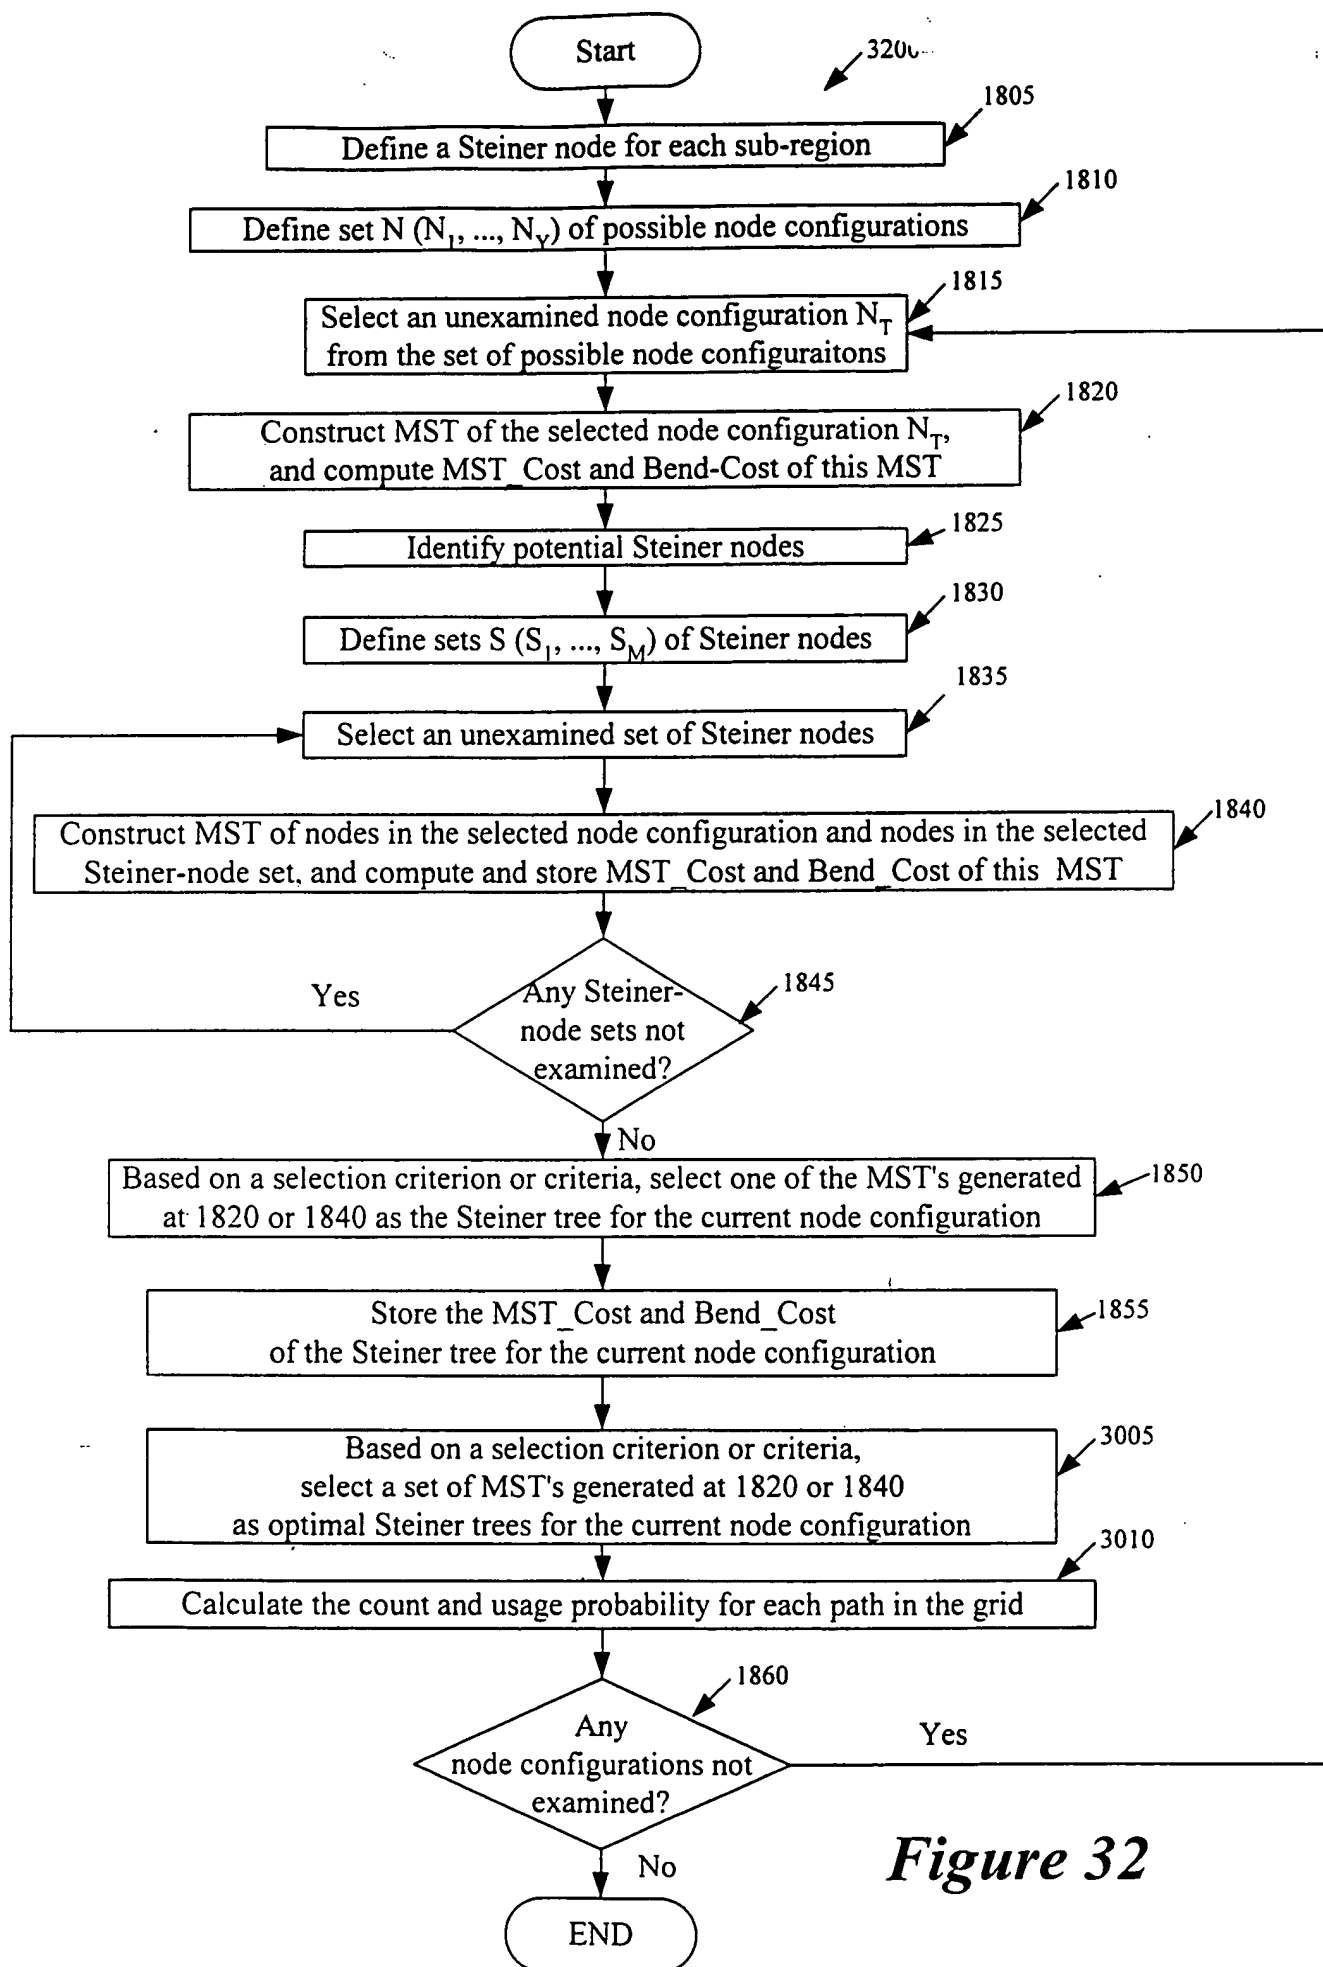 Start
3200
1805
Define a Steiner node for each sub-region
1810
Define set N (N1, ..., NY) of possible node configurations
1815
Select an unexamined node configuration NT
from the set of possible node configuraitons
1820
Construct MST of the selected node configuration NT,
and compute MST_Cost and Bend-Cost of this MST
1825
Identify potential Steiner nodes
1830
Define sets S (S1, ..., SM) of Steiner nodes
1835
Select an unexamined set of Steiner nodes
1840
Construct MST of nodes in the selected node configuration and nodes in the selected
Steiner-node set, and compute and store MST_Cost and Bend_Cost of this MST
1845
Yes
Any Steiner-
node sets not
examined?
No
1850
Based on a selection criterion or criteria, select one of the MST's generated
at 1820 or 1840 as the Steiner tree for the current node configuration
1855
Store the MST_Cost and Bend_Cost
of the Steiner tree for the current node configuration
3005
Based on a selection criterion or criteria,
select a set of MST's generated at 1820 or 1840
as optimal Steiner trees for the current node configuration
3010
Calculate the count and usage probability for each path in the grid
1860
Any
node configurations not
examined?
Yes
No
END
Figure 32